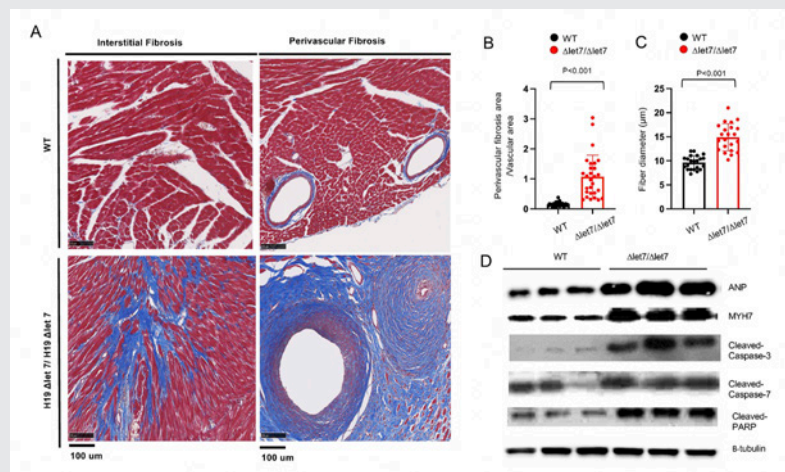 A
Interstitial Fibrosis
Perivascular Fibrosis
WT
H19 Δlet 7/ H19 Δlet 7
100 um
100 um
B
WT
Δlet7/Δlet7
P<0.001
Perivascular fibrosis area
/Vascular area
4
3
2
1
0
WT
Δlet7/Δlet7
C
WT
Δlet7/Δlet7
P<0.001
Fiber diameter (μm)
25
20
15
10
5
0
WT
Δlet7/Δlet7
D
WT
Δlet7/Δlet7
ANP
MYH7
Cleaved-
Caspase-3
Cleaved-
Caspase-7
Cleaved-
PARP
ß-tubulin